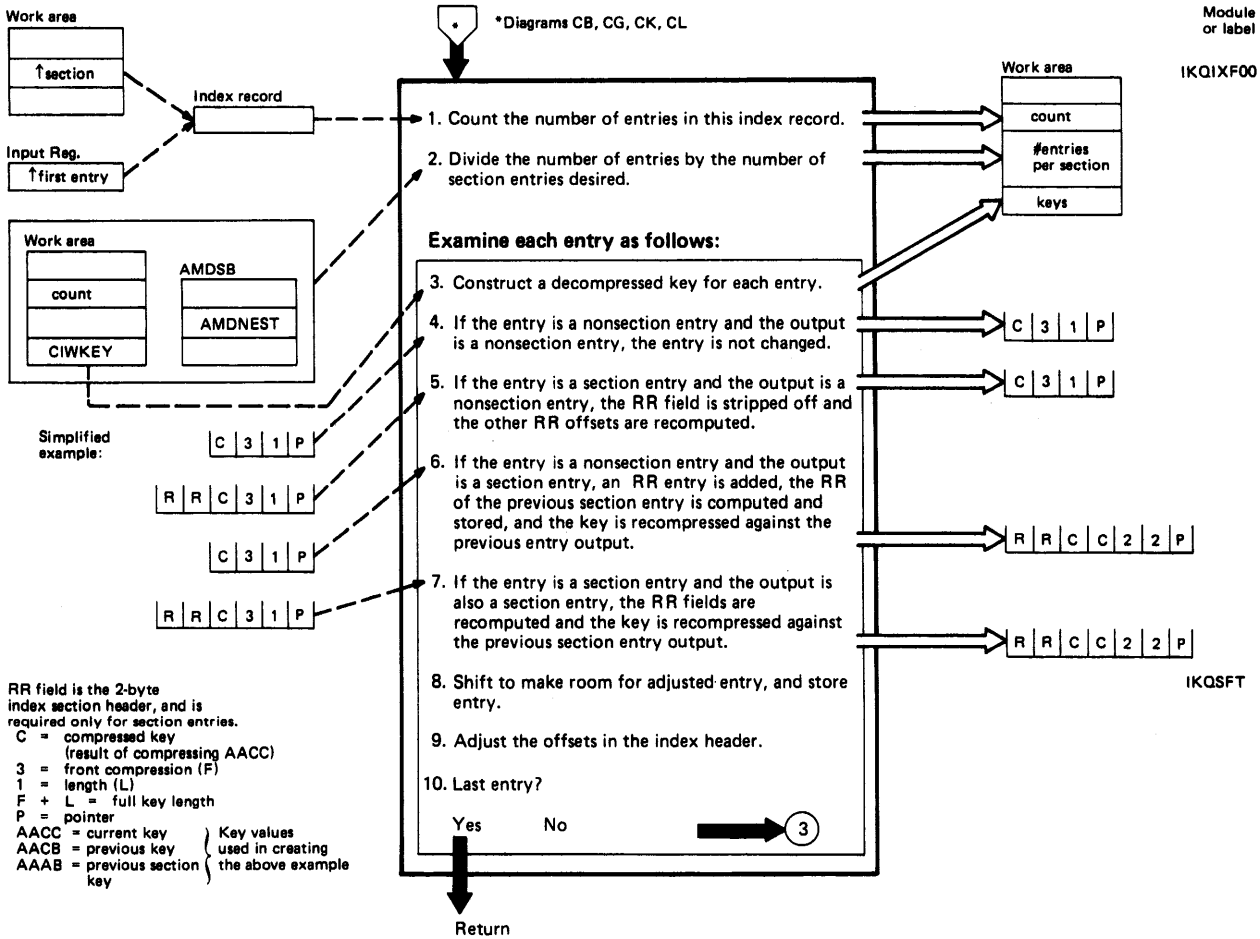 Work area
↑section
Index record
Input Reg.
↑first entry
*
*Diagrams CB, CG, CK, CL
Module
or label
IKQIXF00
Work area
count
#entries
per section
keys
Work area
count
CIWKEY
AMDSB
AMDNEST
1. Count the number of entries in this index record.
2. Divide the number of entries by the number of
section entries desired.
Examine each entry as follows:
3. Construct a decompressed key for each entry.
4. If the entry is a nonsection entry and the output
is a nonsection entry, the entry is not changed.
5. If the entry is a section entry and the output is a
nonsection entry, the RR field is stripped off and
the other RR offsets are recomputed.
6. If the entry is a nonsection entry and the output
is a section entry, an RR entry is added, the RR
of the previous section entry is computed and
stored, and the key is recompressed against the
previous entry output.
7. If the entry is a section entry and the output is
also a section entry, the RR fields are
recomputed and the key is recompressed against
the previous section entry output.
8. Shift to make room for adjusted entry, and store
entry.
9. Adjust the offsets in the index header.
10. Last entry?
Yes No
3
Return
Simplified
example:
C 3 1 P
R R C 3 1 P
C 3 1 P
R R C 3 1 P
C 3 1 P
C 3 1 P
R R C C 2 2 P
R R C C 2 2 P
IKQSFT
RR field is the 2-byte
index section header, and is
required only for section entries.
C = compressed key
(result of compressing AACC)
3 = front compression (F)
1 = length (L)
F + L = full key length
P = pointer
AACC = current key
AACB = previous key
AAAB = previous section
key
Key values
used in creating
the above example